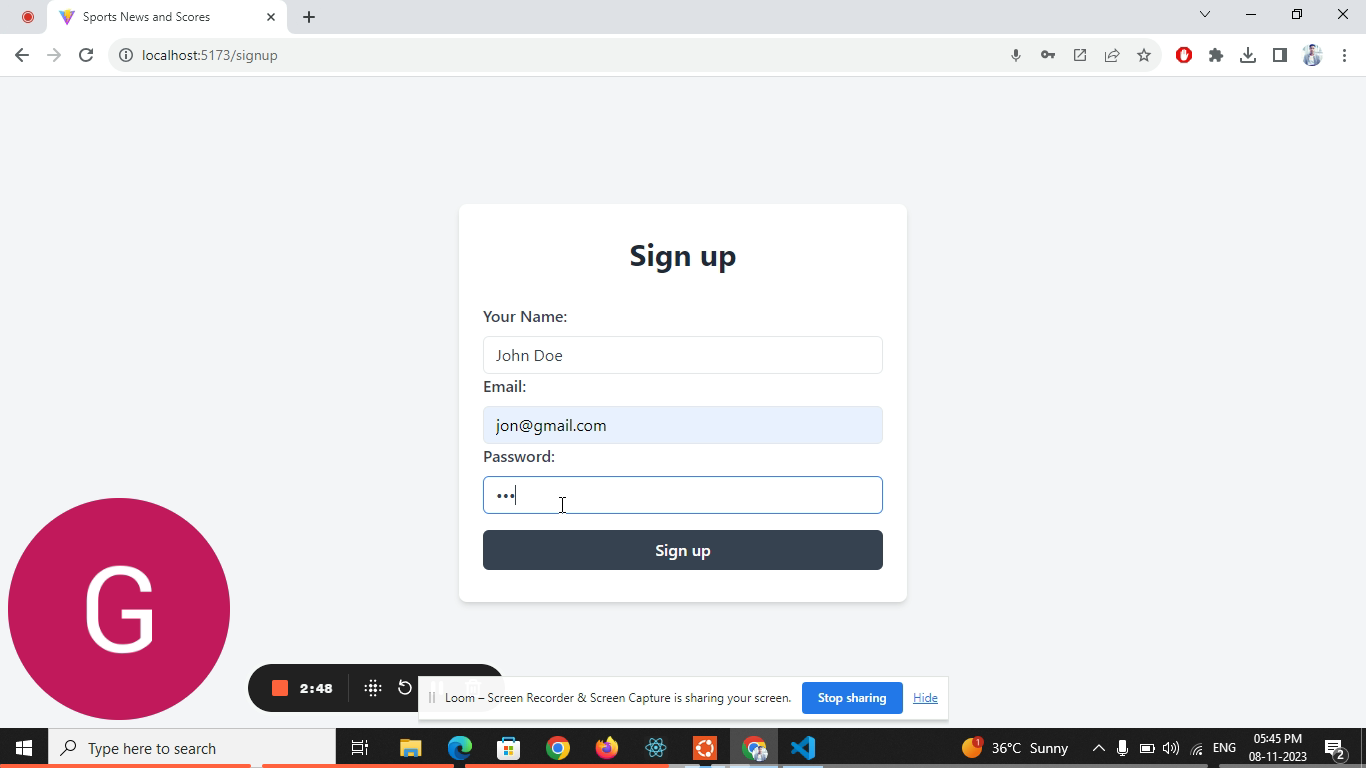 Sports News and Scores
localhost:5173/signup
Sign up
Your Name:
John Doe
Email:
jon@gmail.com
Password:
•••
Sign up
G
2:48
Loom – Screen Recorder & Screen Capture is sharing your screen.
Stop sharing
Hide
Type here to search
1
36°C Sunny
ENG
05:45 PM
08-11-2023
2